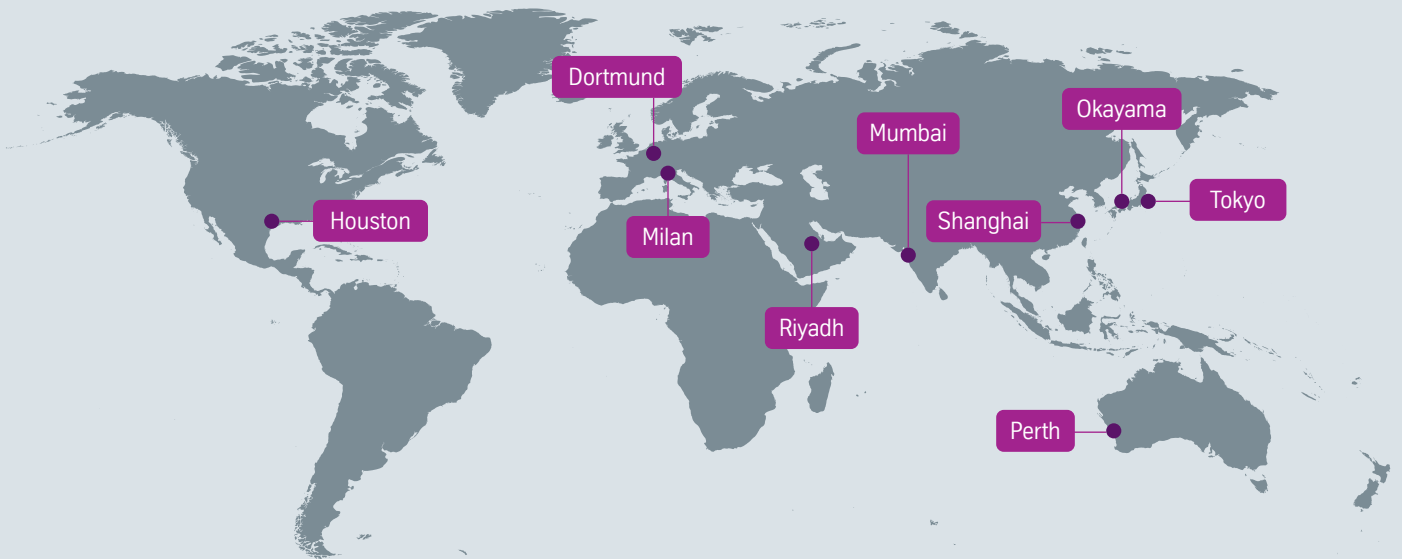 Dortmund
Okayama
Mumbai
Tokyo
Houston
Shanghai
Milan
Riyadh
Perth